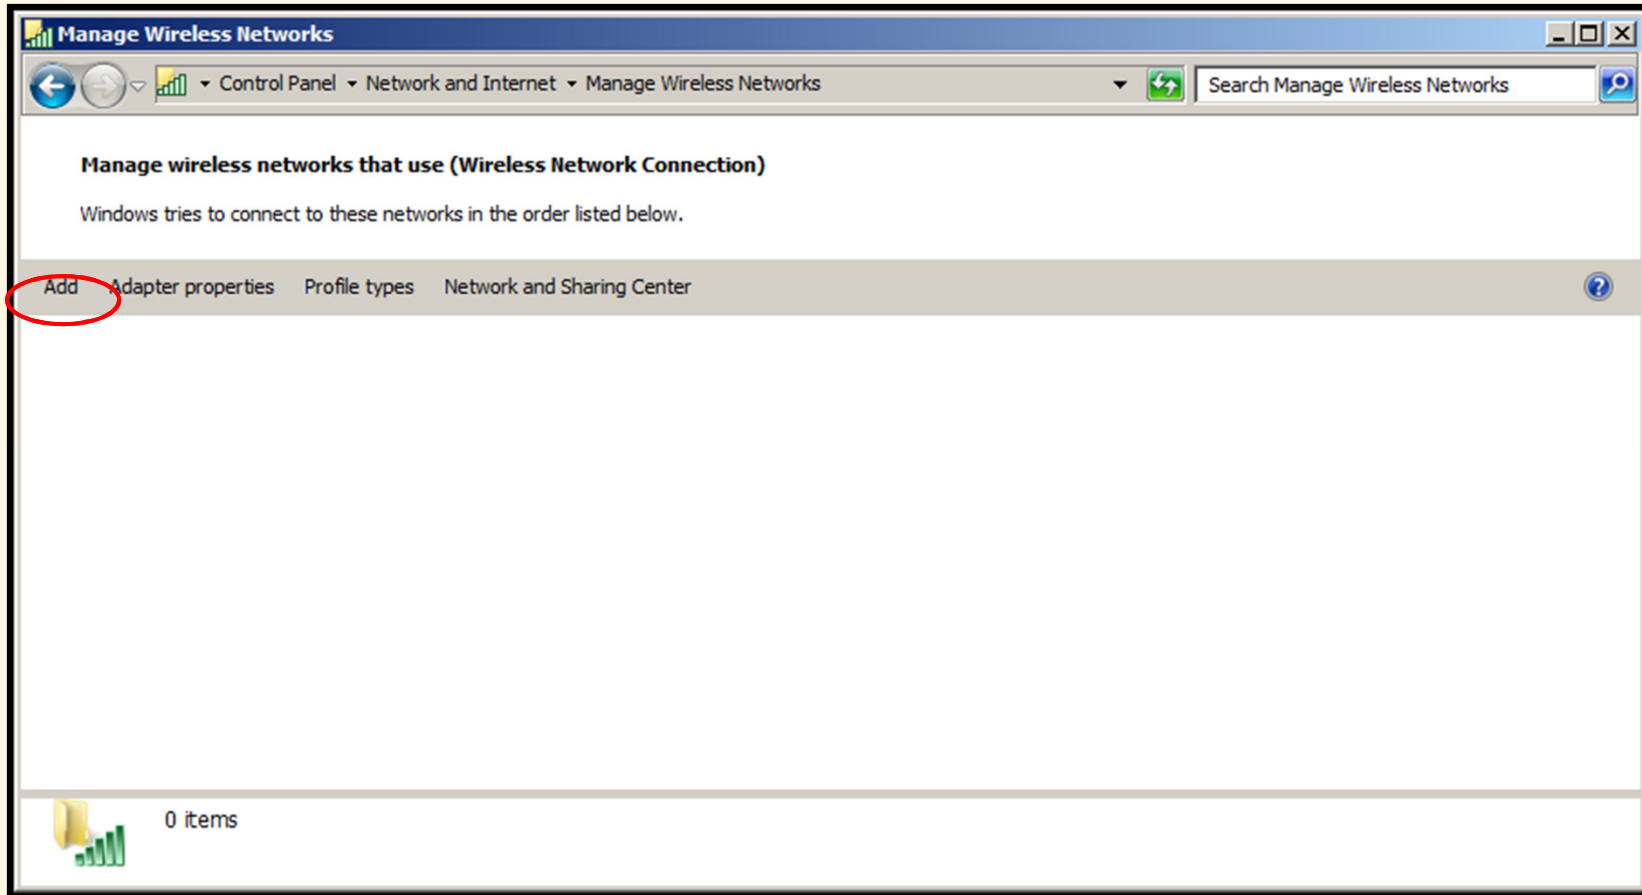 Manage Wireless Networks
Control Panel Network and Internet Manage Wireless Networks
Search Manage Wireless Networks
Manage wireless networks that use (Wireless Network Connection)
Windows tries to connect to these networks in the order listed below.
Add Adapter properties Profile types Network and Sharing Center
0 items